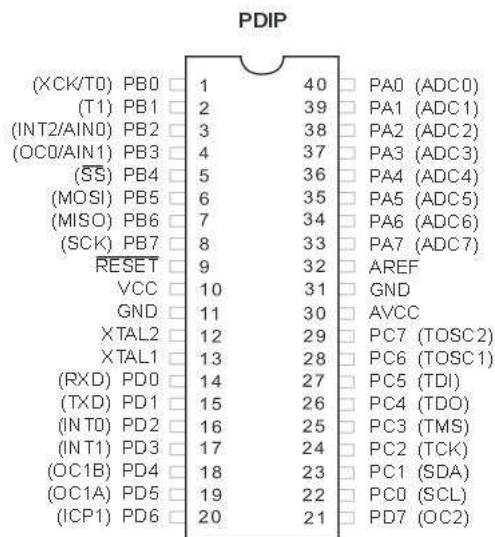 PDIP
(XCK/T0) PB0 1 40 PA0 (ADC0)
(T1) PB1 2 39 PA1 (ADC1)
(INT2/AIN0) PB2 3 38 PA2 (ADC2)
(OC0/AIN1) PB3 4 37 PA3 (ADC3)
(SS) PB4 5 36 PA4 (ADC4)
(MOSI) PB5 6 35 PA5 (ADC5)
(MISO) PB6 7 34 PA6 (ADC6)
(SCK) PB7 8 33 PA7 (ADC7)
RESET 9 32 AREF
VCC 10 31 GND
GND 11 30 AVCC
XTAL2 12 29 PC7 (TOSC2)
XTAL1 13 28 PC6 (TOSC1)
(RXD) PD0 14 27 PC5 (TDI)
(TXD) PD1 15 26 PC4 (TDO)
(INT0) PD2 16 25 PC3 (TMS)
(INT1) PD3 17 24 PC2 (TCK)
(OC1B) PD4 18 23 PC1 (SDA)
(OC1A) PD5 19 22 PC0 (SCL)
(ICP1) PD6 20 21 PD7 (OC2)